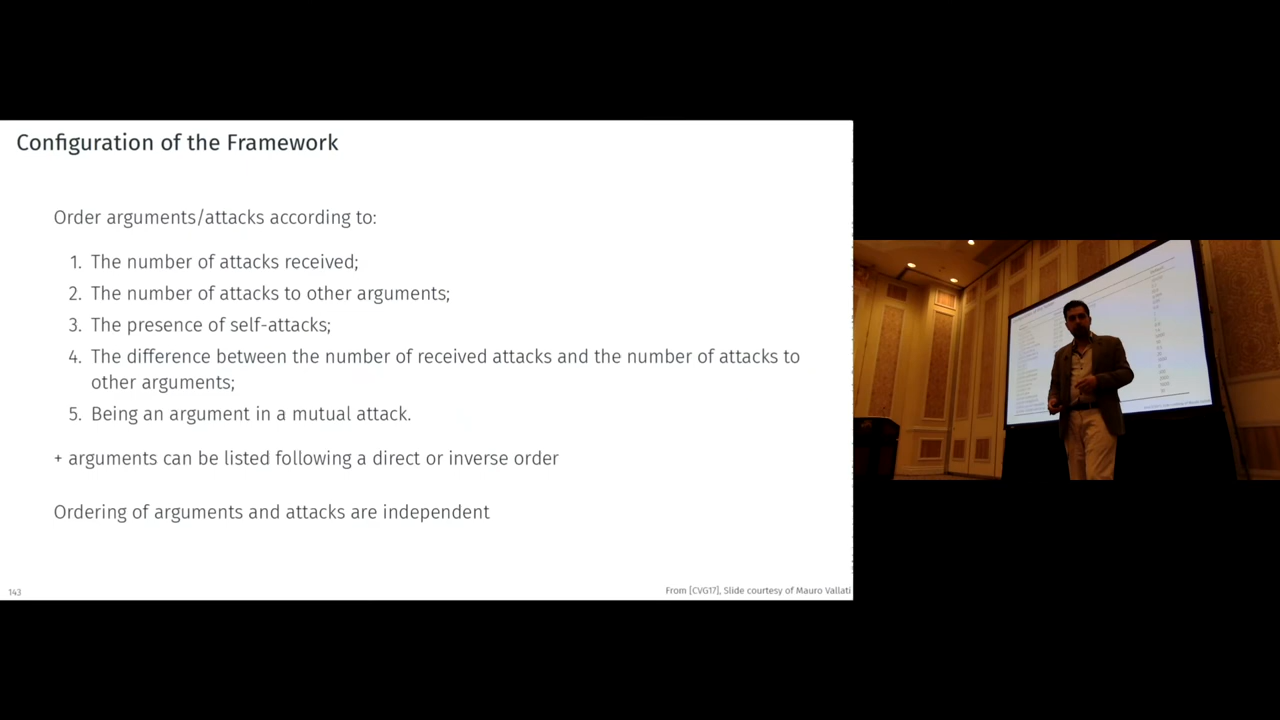 Configuration of the Framework
Order arguments/attacks according to:
1. The number of attacks received;
2. The number of attacks to other arguments;
3. The presence of self-attacks;
4. The difference between the number of received attacks and the number of attacks to
other arguments;
5. Being an argument in a mutual attack.
+ arguments can be listed following a direct or inverse order
Ordering of arguments and attacks are independent
143
From [CVG17], Slide courtesy of Mauro Vallati